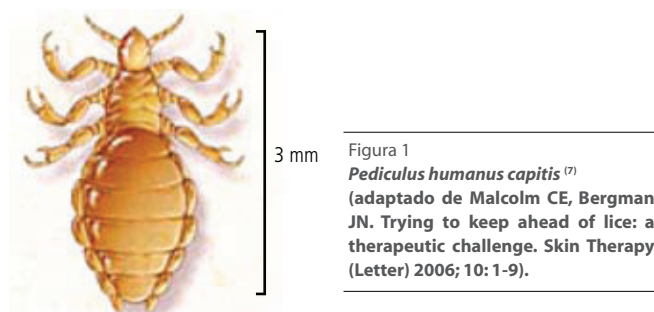 3 mm
Figura 1
Pediculus humanus capitis (7)
(adaptado de Malcolm CE, Bergman
JN. Trying to keep ahead of lice: a
therapeutic challenge. Skin Therapy
(Letter) 2006; 10: 1-9).